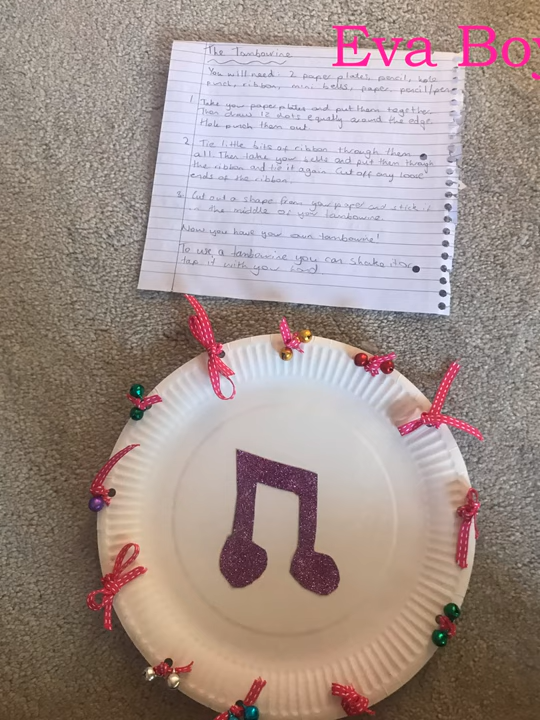 Eva Boy
The Tambourine
You will need - 2 paper plates, pencil, hole
punch, ribbon, mini bells, paper pencil/pen
1. Take your paper plates and put them together.
Then draw 12 dots equally around the edge.
Hole punch them out.
2. Tie little bits of ribbon through them
all. Then take your bells and put them through
the ribbon and tie it again. Cut off any loose
ends of the ribbon.
3. Cut out a shape from your paper and stick it
in the middle of your tambourine.
Now you have your own tambourine!
To use a tambourine you can shake it or
tap it with your hand.